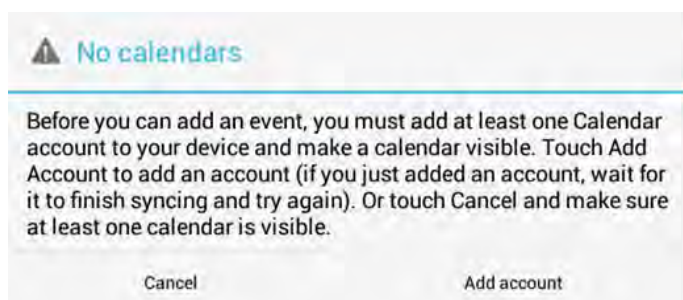 No calendars
Before you can add an event, you must add at least one Calendar
account to your device and make a calendar visible. Touch Add
Account to add an account (if you just added an account, wait for
it to finish syncing and try again). Or touch Cancel and make sure
at least one calendar is visible.
Cancel Add account